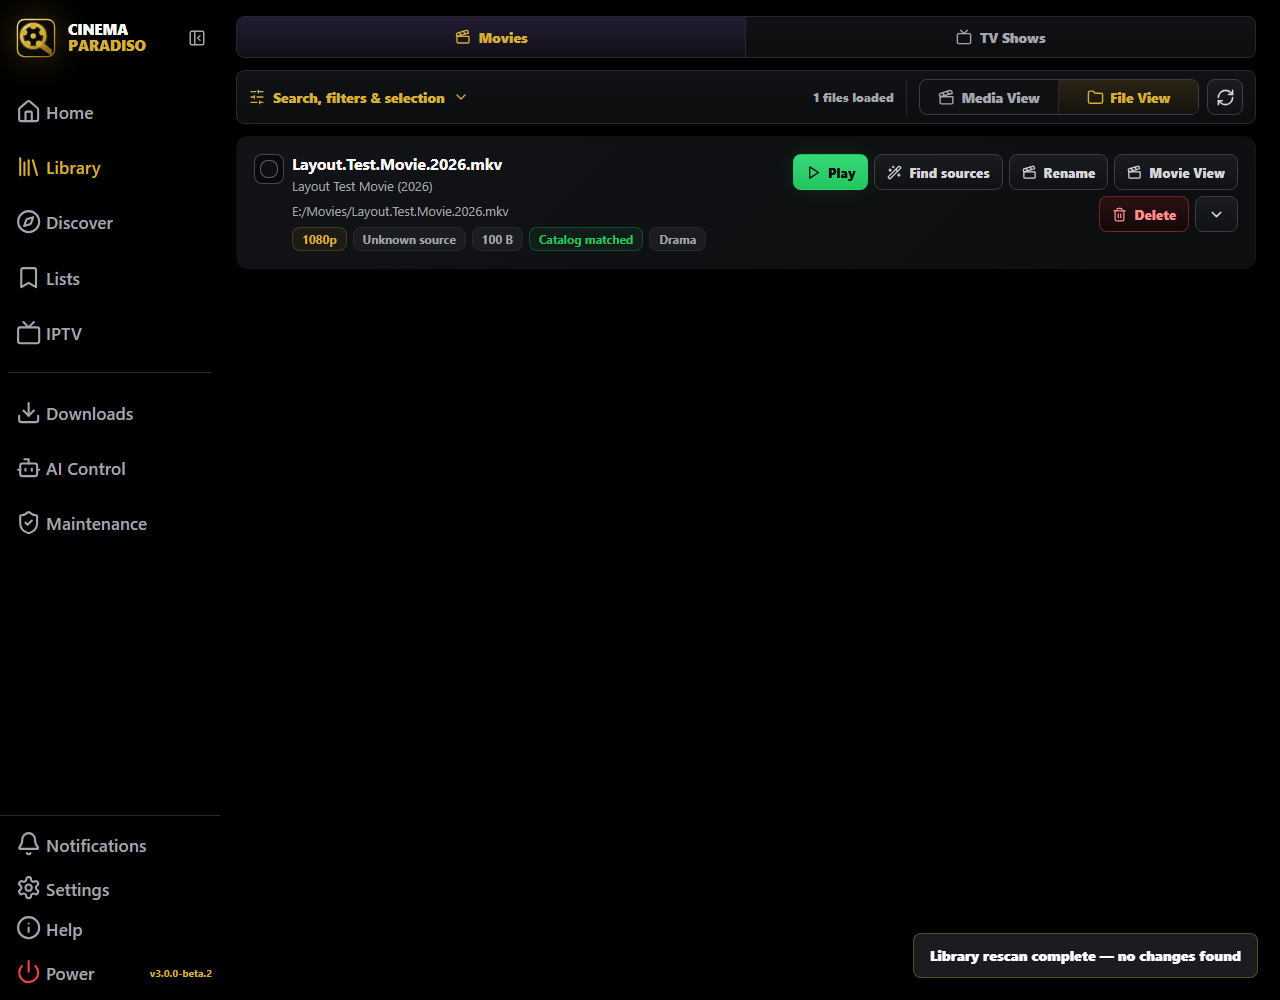 CINEMA
PARADISO
Home
Library
Discover
Lists
IPTV
Downloads
AI Control
Maintenance
Notifications
Settings
Help
Power v3.0.0-beta.2
Movies TV Shows
Search, filters & selection 1 files loaded Media View File View
Layout.Test.Movie.2026.mkv Play Find sources Rename Movie View
Layout Test Movie (2026)
E:/Movies/Layout.Test.Movie.2026.mkv Delete
1080p Unknown source 100 B Catalog matched Drama
Library rescan complete — no changes found